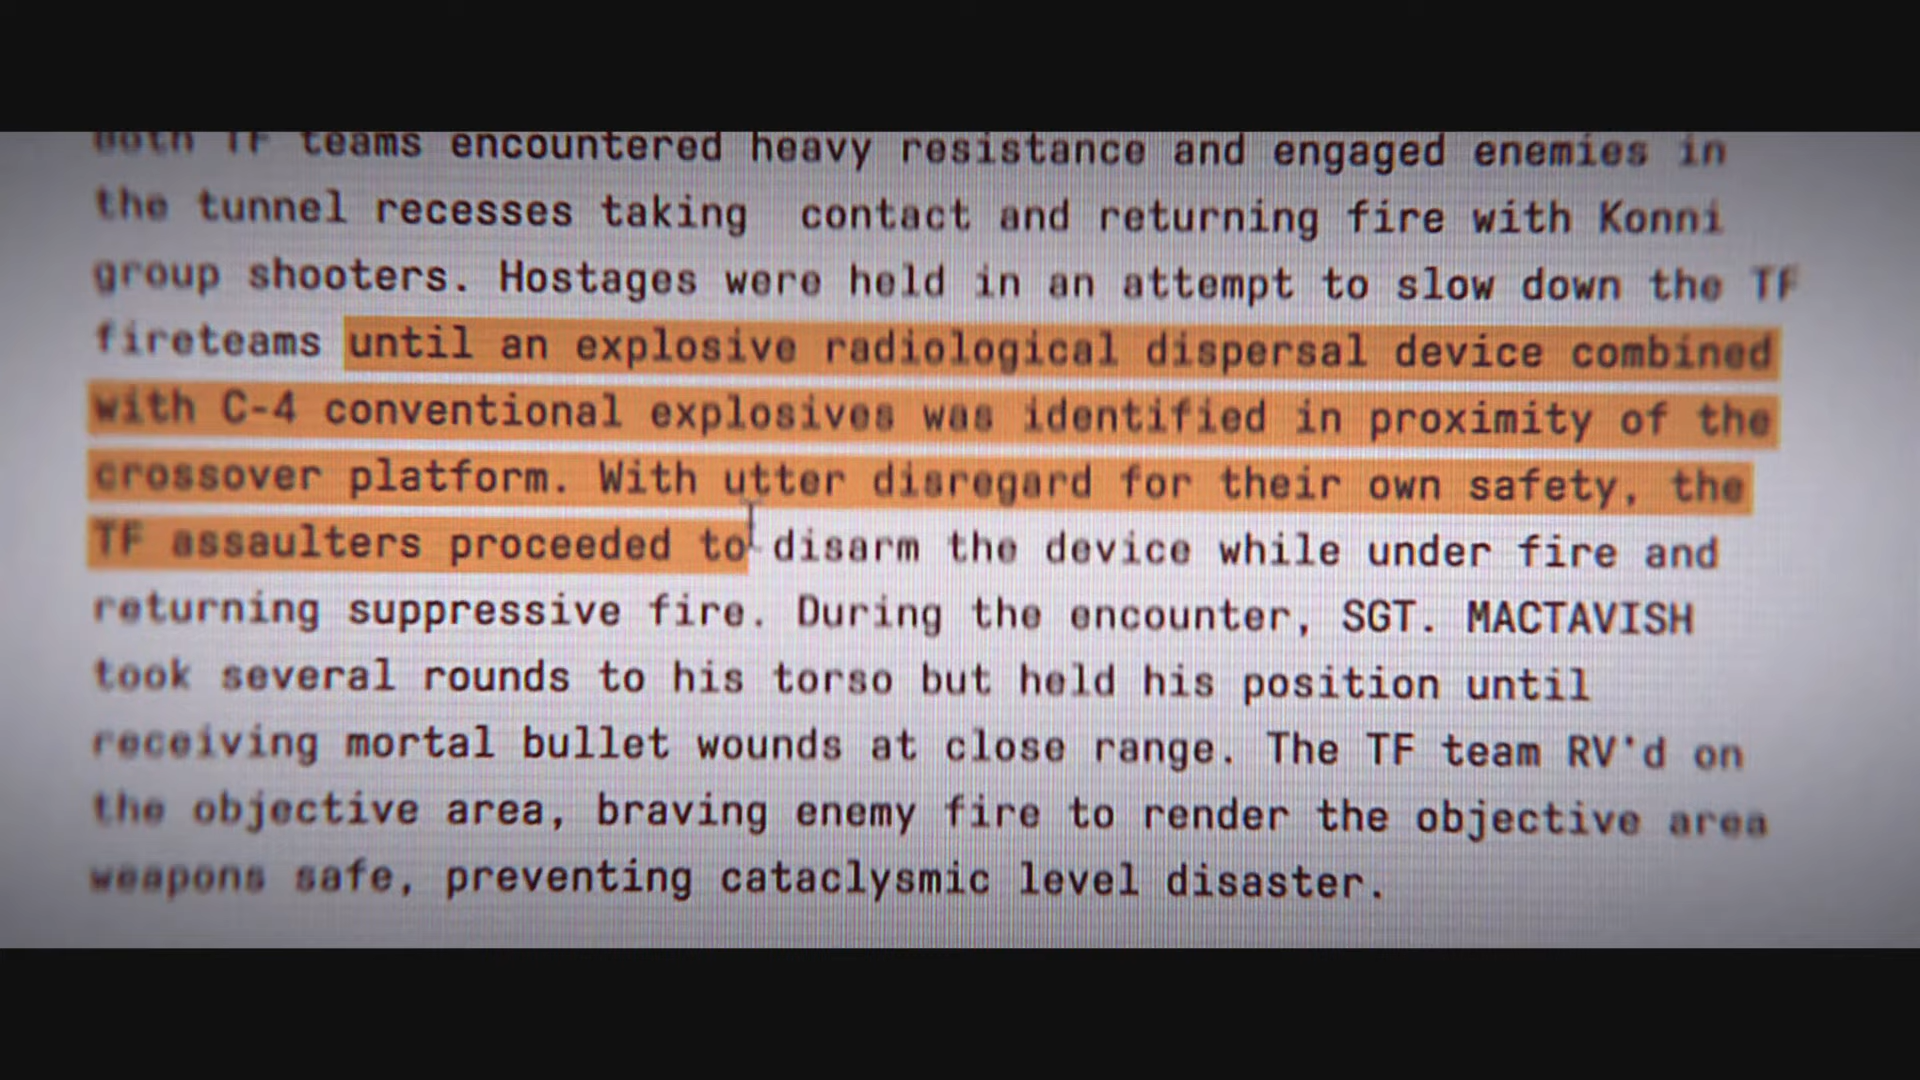 Both TF teams encountered heavy resistance and engaged enemies in
the tunnel recesses taking  contact and returning fire with Konni
group shooters. Hostages were held in an attempt to slow down the TF
fireteams until an explosive radiological dispersal device combined
with C-4 conventional explosives was identified in proximity of the
crossover platform. With utter disregard for their own safety, the
TF assaulters proceeded to disarm the device while under fire and
returning suppressive fire. During the encounter, SGT. MACTAVISH
took several rounds to his torso but held his position until
receiving mortal bullet wounds at close range. The TF team RV'd on
the objective area, braving enemy fire to render the objective area
weapons safe, preventing cataclysmic level disaster.